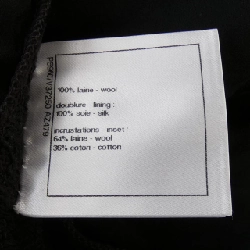 100% laine - wool
doublure lining :
100% soie - silk
incrustations inset :
64% laine - wool
36% coton - cotton